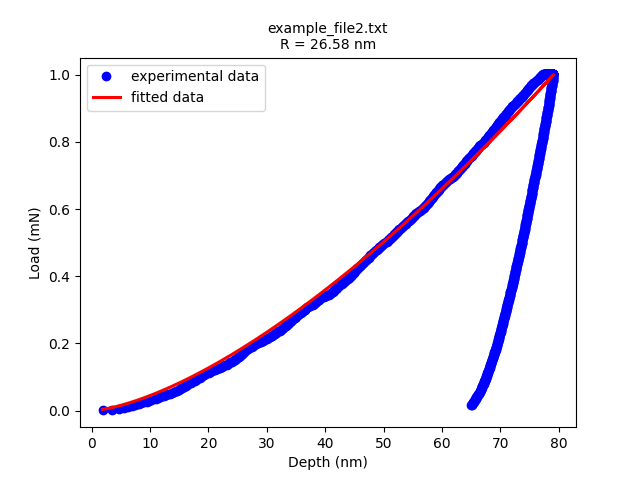 example_file2.txt
R = 26.58 nm
experimental data
fitted data
1.0
0.8
0.6
0.4
0.2
0.0
Load (mN)
0 10 20 30 40 50 60 70 80
Depth (nm)